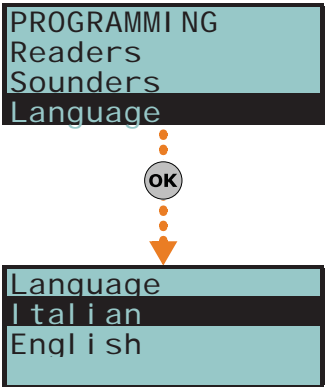 PROGRAMMING
Readers
Sounders
Language
OK
Language
Italian
English